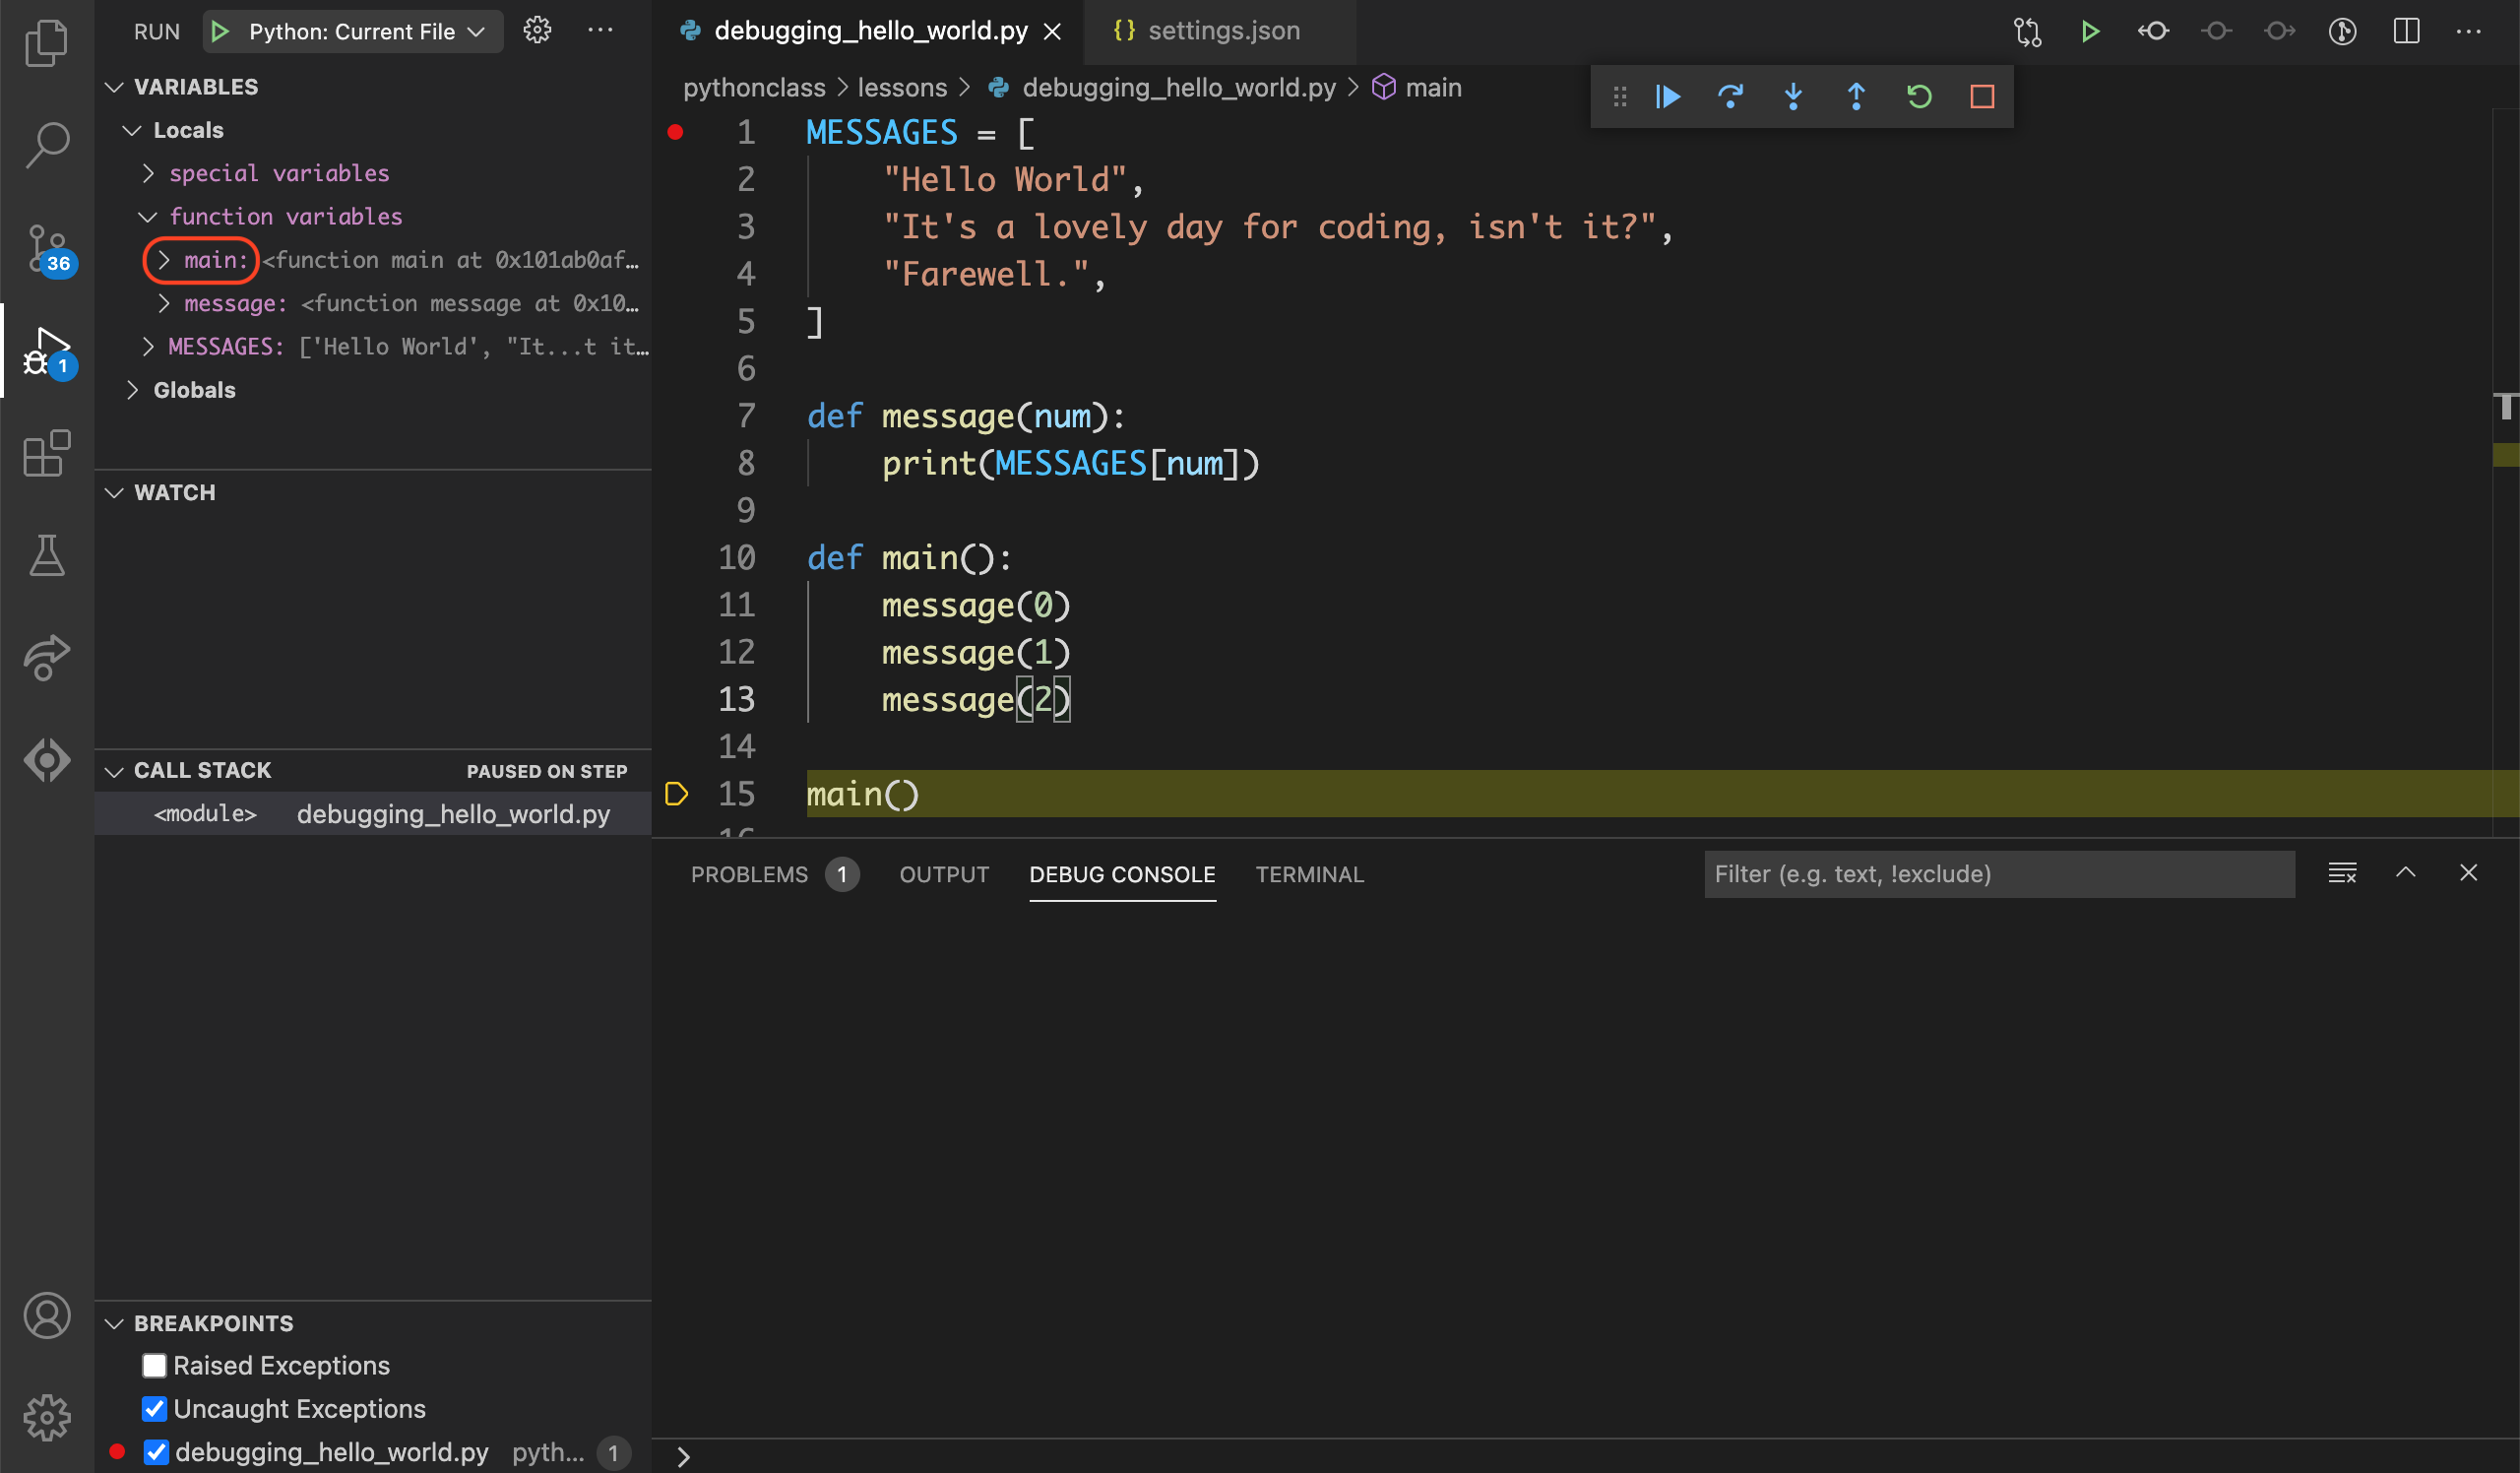 RUN Python: Current File
VARIABLES
Locals
special variables
function variables
main: <function main at 0x101ab0af…
message: <function message at 0x10…
MESSAGES: ['Hello World', "It...t it…
Globals
WATCH
CALL STACK PAUSED ON STEP
<module> debugging_hello_world.py
BREAKPOINTS
Raised Exceptions
Uncaught Exceptions
debugging_hello_world.py pyth... 1
36
1
debugging_hello_world.py {} settings.json
pythonclass > lessons > debugging_hello_world.py > main
1 MESSAGES = [
2 "Hello World",
3 "It's a lovely day for coding, isn't it?",
4 "Farewell.",
5 ]
6
7 def message(num):
8 print(MESSAGES[num])
9
10 def main():
11 message(0)
12 message(1)
13 message(2)
14
15 main()
16
PROBLEMS 1 OUTPUT DEBUG CONSOLE TERMINAL Filter (e.g. text, !exclude)